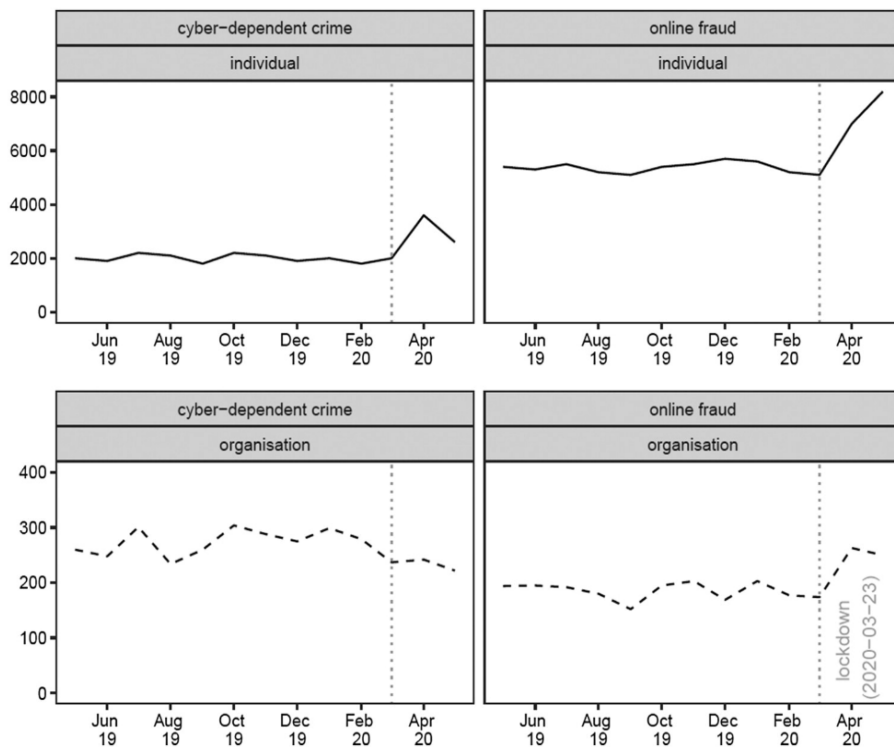 cyber−dependent crime
online fraud
individual
individual
8000
6000
4000
2000
0
Jun
19
Aug
19
Oct
19
Dec
19
Feb
20
Apr
20
Jun
19
Aug
19
Oct
19
Dec
19
Feb
20
Apr
20
cyber−dependent crime
online fraud
organisation
organisation
400
300
200
100
0
lockdown
(2020−03−23)
Jun
19
Aug
19
Oct
19
Dec
19
Feb
20
Apr
20
Jun
19
Aug
19
Oct
19
Dec
19
Feb
20
Apr
20